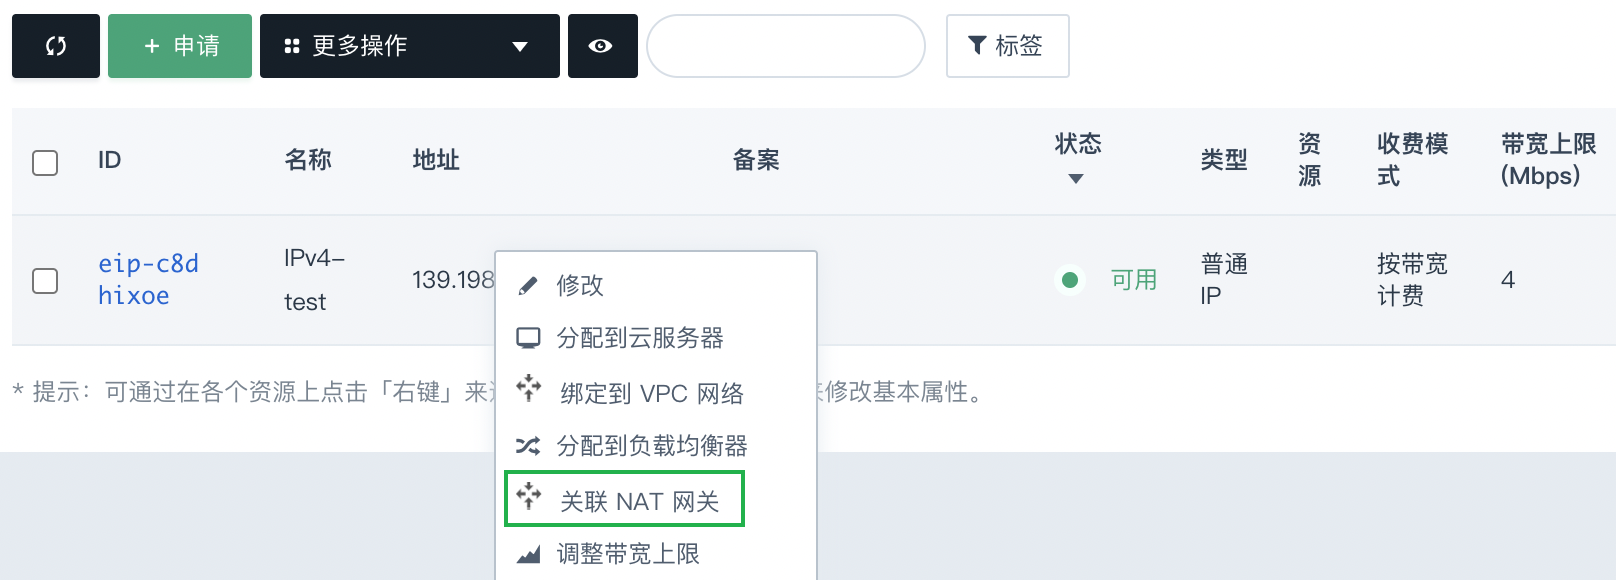 + 申请
更多操作
标签
ID
名称
地址
备案
状态
类型
资
源
收费模
式
带宽上限
(Mbps)
eip-c8d
hixoe
IPv4-
test
139.198
可用
普通
IP
按带宽
计费
4
修改
分配到云服务器
绑定到 VPC 网络
分配到负载均衡器
关联 NAT 网关
调整带宽上限
* 提示：可通过在各个资源上点击「右键」来
修改基本属性。